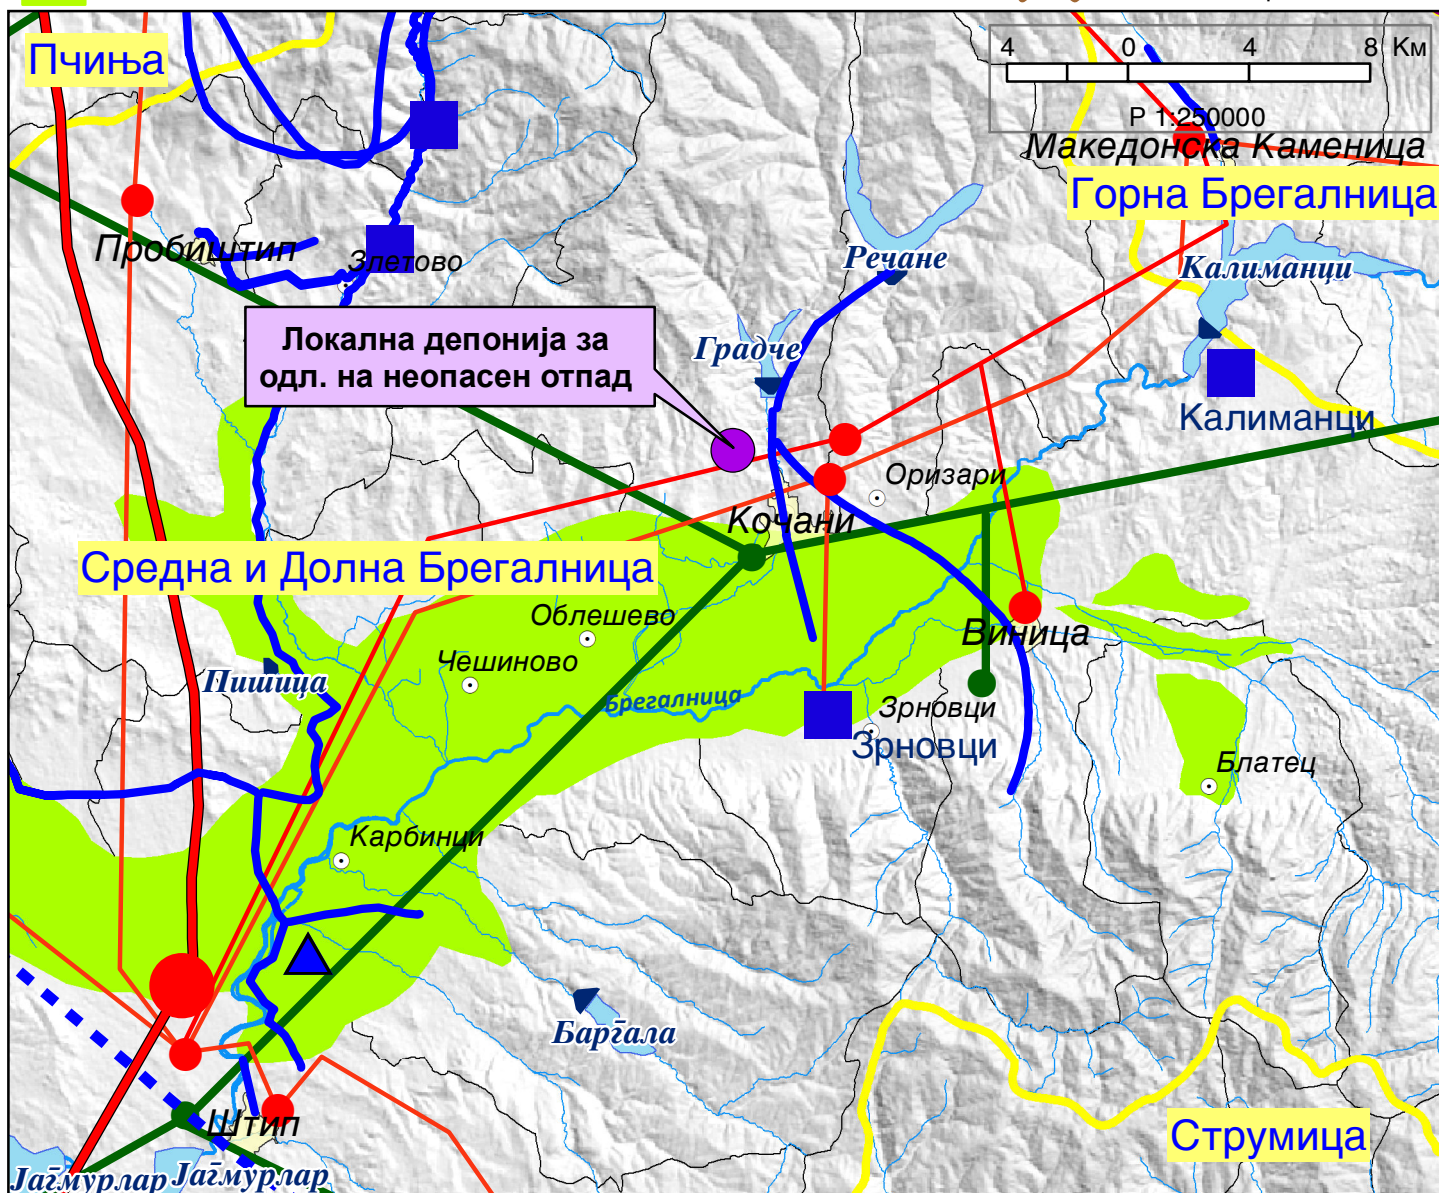 4 0 4 8 Км
Р 1:250000
Пчиња
Македонска Каменица
Горна Брегалница
Пробиштип
Злетово
Речане
Калиманци
Локална депонија за
одл. на неопасен отпад
Градче
Калиманци
Оризари
Кочани
Средна и Долна Брегалница
Облешево
Виница
Чешиново
Пишица
Брегалница
Зрновци
Зрновци
Блатец
Карбинци
Баргала
Штип
Струмица
Јагмурлар
Јагмурлар